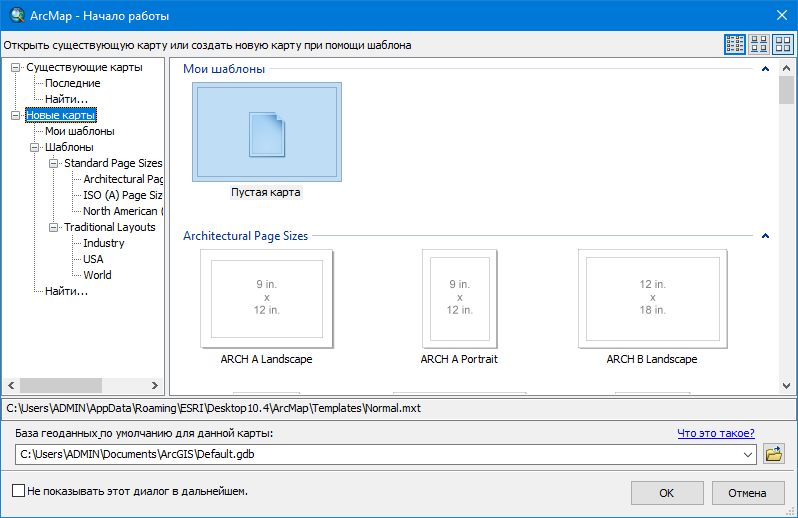 ArcMap - Начало работы
Открыть существующую карту или создать новую карту при помощи шаблона
Существующие карты
Последние
Найти...
Новые карты
Мои шаблоны
Шаблоны
Standard Page Sizes
Architectural Pag
ISO (A) Page Siz
North American (
Traditional Layouts
Industry
USA
World
Найти...
Мои шаблоны
Пустая карта
Architectural Page Sizes
9 in.
x
12 in.
ARCH A Landscape
9 in.
x
12 in.
ARCH A Portrait
12 in.
x
18 in.
ARCH B Landscape
C:\Users\ADMIN\AppData\Roaming\ESRI\Desktop10.4\ArcMap\Templates\Normal.mxt
База геоданных по умолчанию для данной карты:
Что это такое?
C:\Users\ADMIN\Documents\ArcGIS\Default.gdb
Не показывать этот диалог в дальнейшем.
OK
Отмена